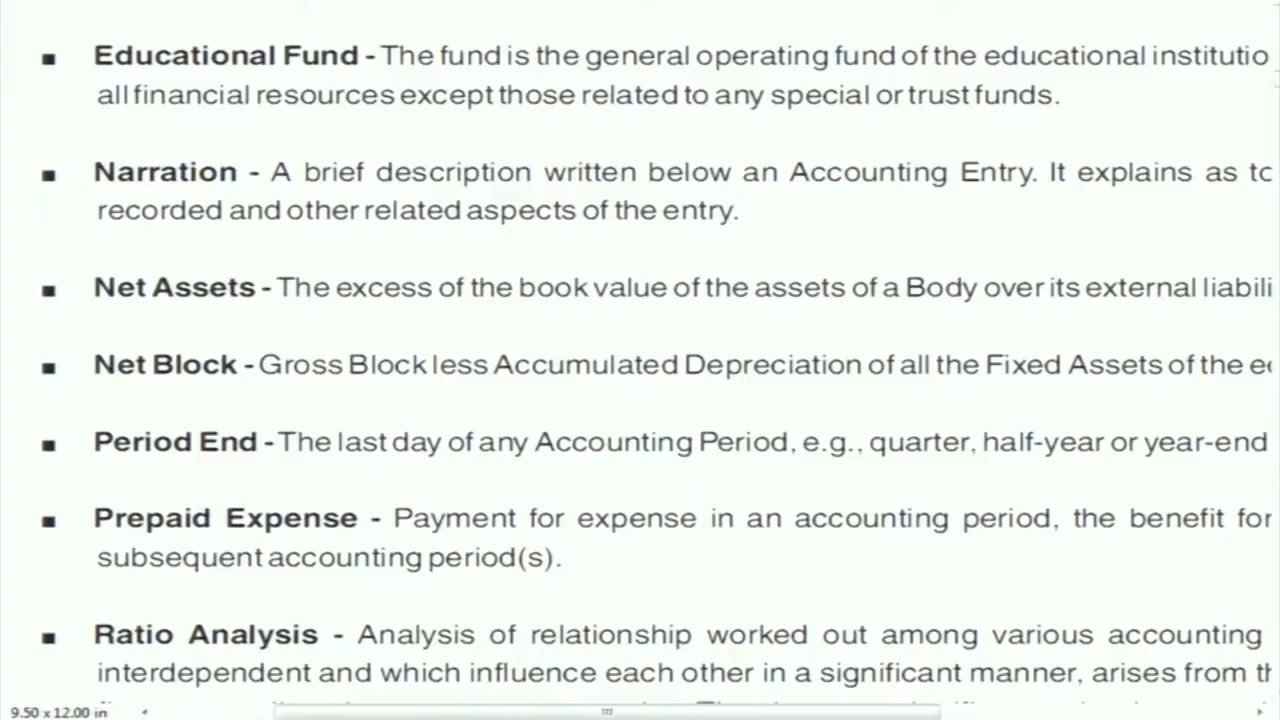 ▪ Educational Fund - The fund is the general operating fund of the educational institutio
all financial resources except those related to any special or trust funds.
▪ Narration - A brief description written below an Accounting Entry. It explains as to
recorded and other related aspects of the entry.
▪ Net Assets - The excess of the book value of the assets of a Body over its external liabili
▪ Net Block - Gross Block less Accumulated Depreciation of all the Fixed Assets of the
▪ Period End - The last day of any Accounting Period, e.g., quarter, half-year or year-end
▪ Prepaid Expense - Payment for expense in an accounting period, the benefit for
subsequent accounting period(s).
▪ Ratio Analysis - Analysis of relationship worked out among various accounting
interdependent and which influence each other in a significant manner, arises from
9.50 x 12.00 in